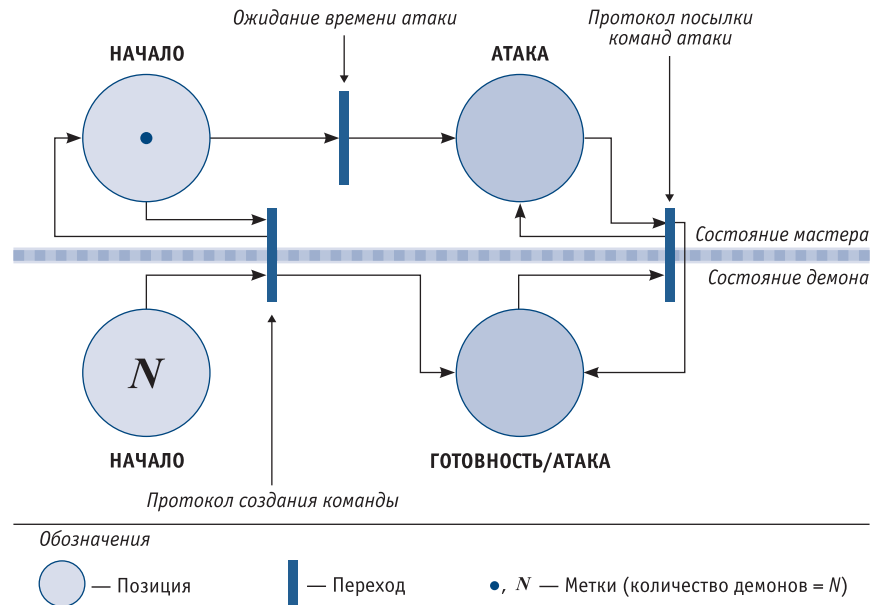 Ожидание времени атаки
Протокол посылки
команд атаки
НАЧАЛО
АТАКА
Состояние мастера
Состояние демона
N
НАЧАЛО
ГОТОВНОСТЬ/АТАКА
Протокол создания команды
Обозначения
— Позиция
— Переход
•, N — Метки (количество демонов = N)